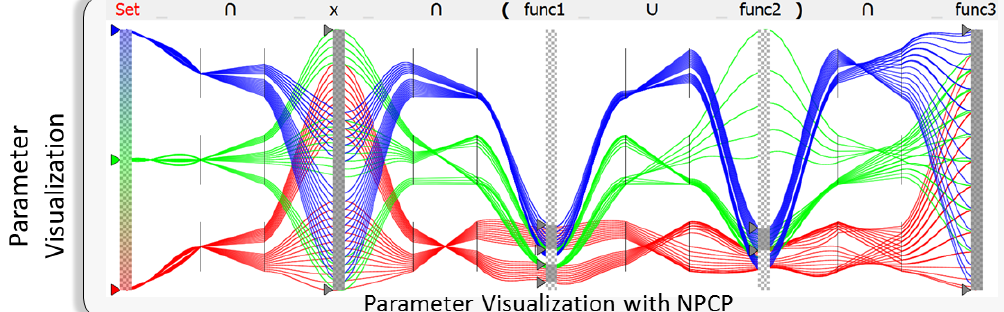 Set _ ∩ _ x _ ∩ _ ( func1 _ ∪ _ func2 ) _ ∩ _ func3
Parameter
Visualization
Parameter Visualization with NPCP